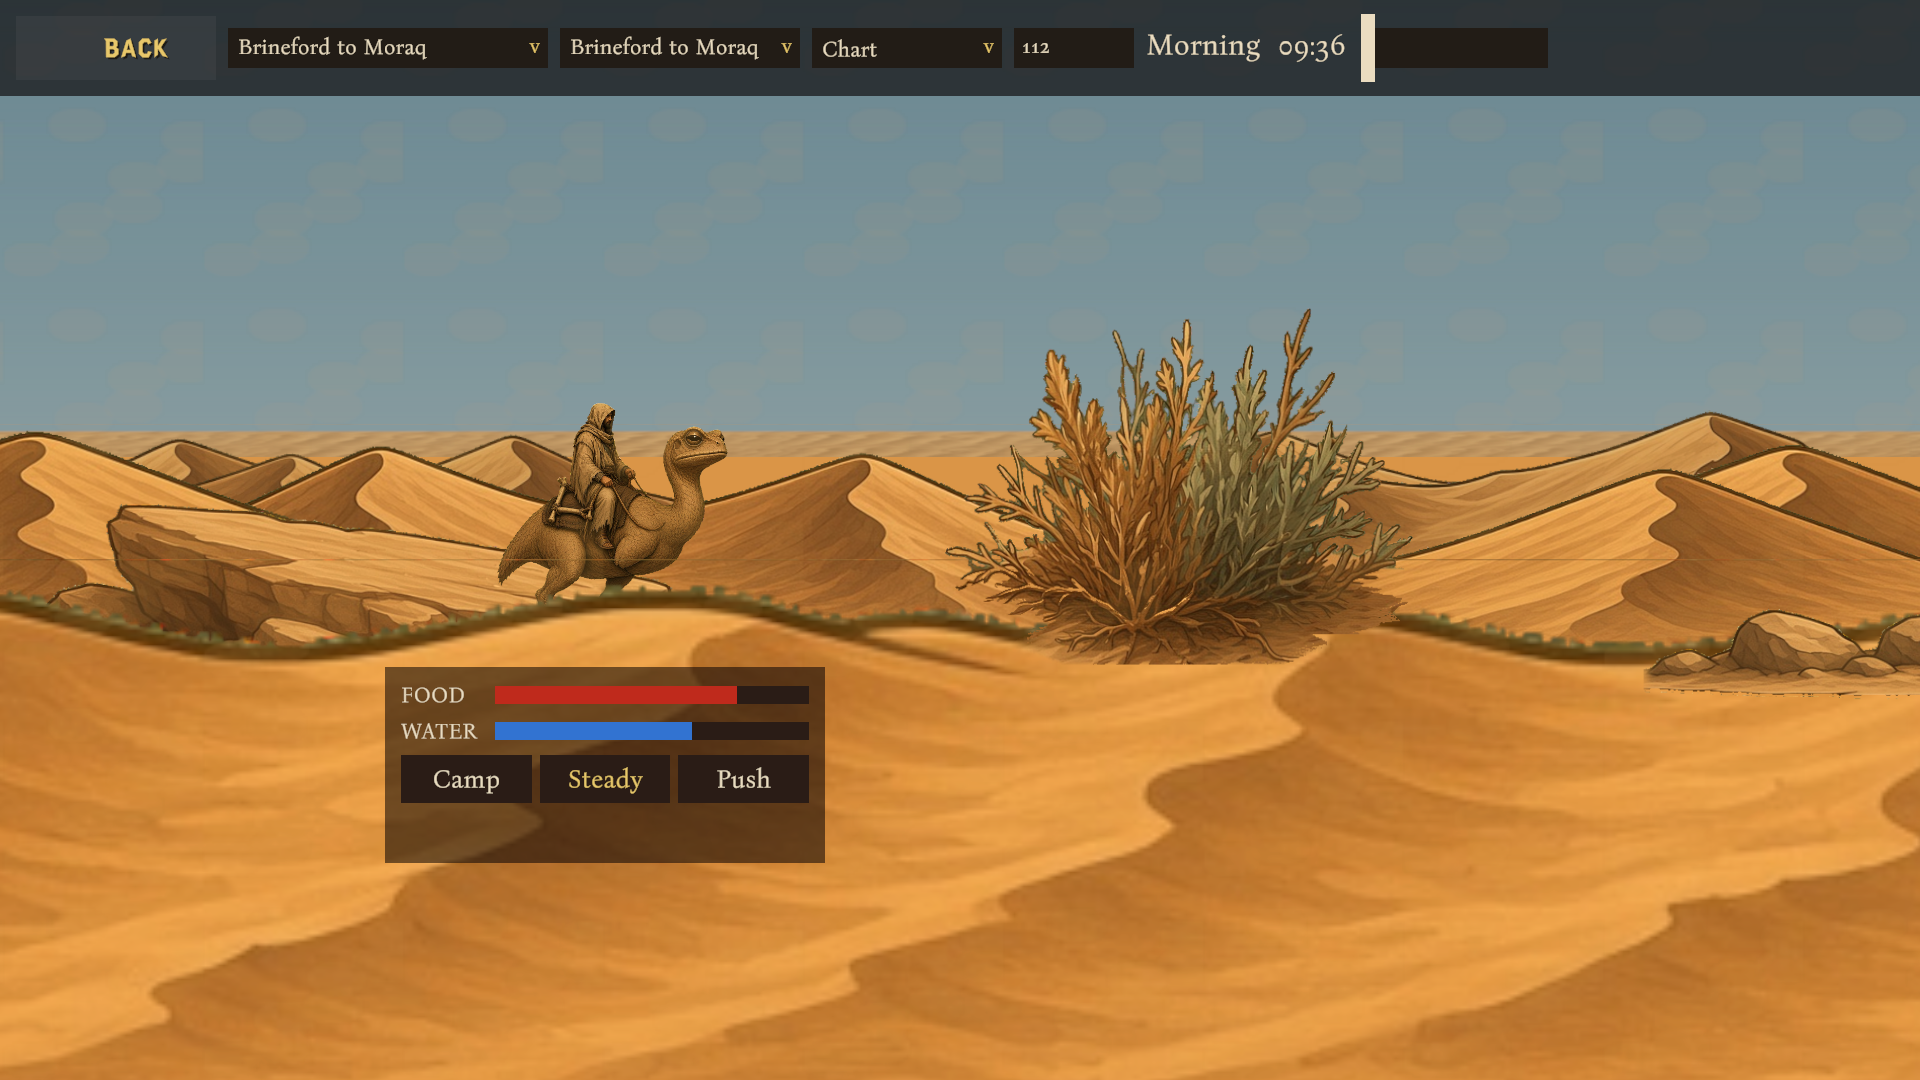 BACK
Brineford to Moraq v
Brineford to Moraq v
Chart v
112
Morning 09:36
FOOD
WATER
Camp
Steady
Push